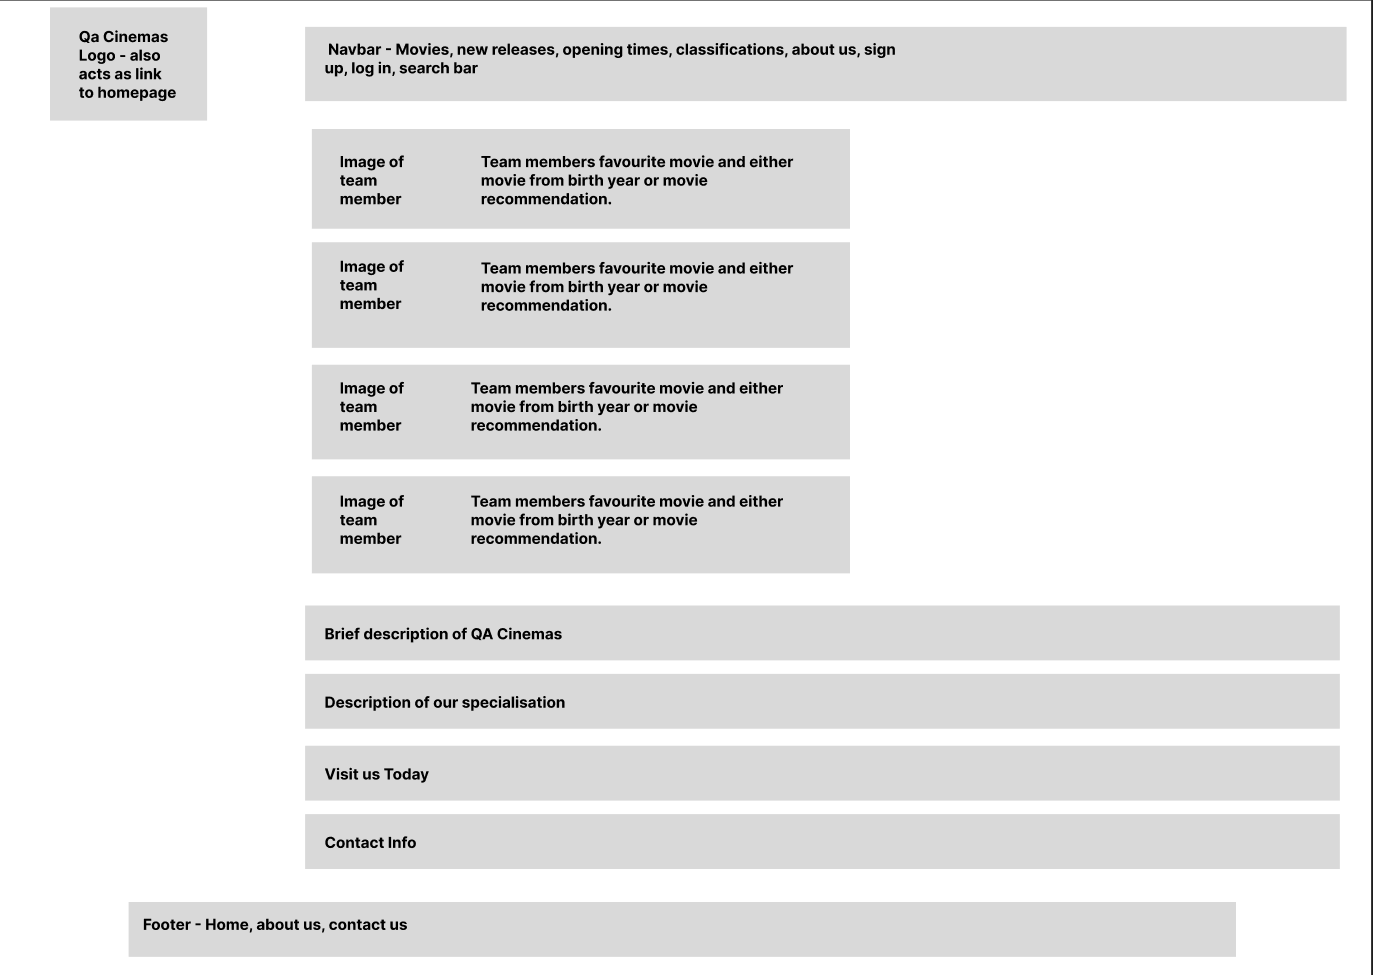 Qa Cinemas
Logo - also
acts as link
to homepage
Navbar - Movies, new releases, opening times, classifications, about us, sign
up, log in, search bar
Image of
team
member
Team members favourite movie and either
movie from birth year or movie
recommendation.
Image of
team
member
Team members favourite movie and either
movie from birth year or movie
recommendation.
Image of
team
member
Team members favourite movie and either
movie from birth year or movie
recommendation.
Image of
team
member
Team members favourite movie and either
movie from birth year or movie
recommendation.
Brief description of QA Cinemas
Description of our specialisation
Visit us Today
Contact Info
Footer - Home, about us, contact us